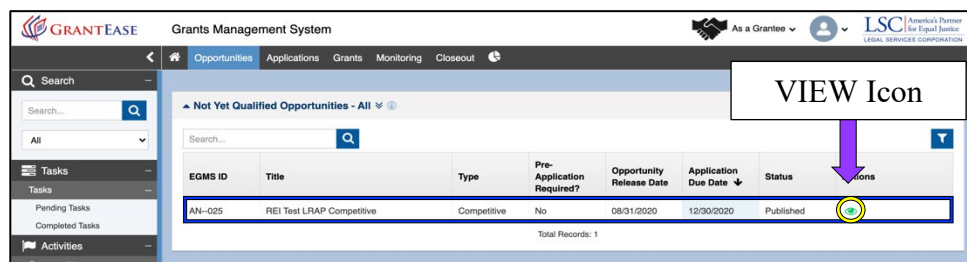 GRANTEASE
Grants Management System
As a Grantee
LSC America's Partner
for Equal Justice
LEGAL SERVICES CORPORATION
Opportunities Applications Grants Monitoring Closeout
Search
Search...
All
Tasks
Tasks
Pending Tasks
Completed Tasks
Activities
VIEW Icon
Not Yet Qualified Opportunities - All
Search...
EGMS ID Title Type Pre-Application Required? Opportunity Release Date Application Due Date Status
AN--025 REI Test LRAP Competitive Competitive No 08/31/2020 12/30/2020 Published
Total Records: 1